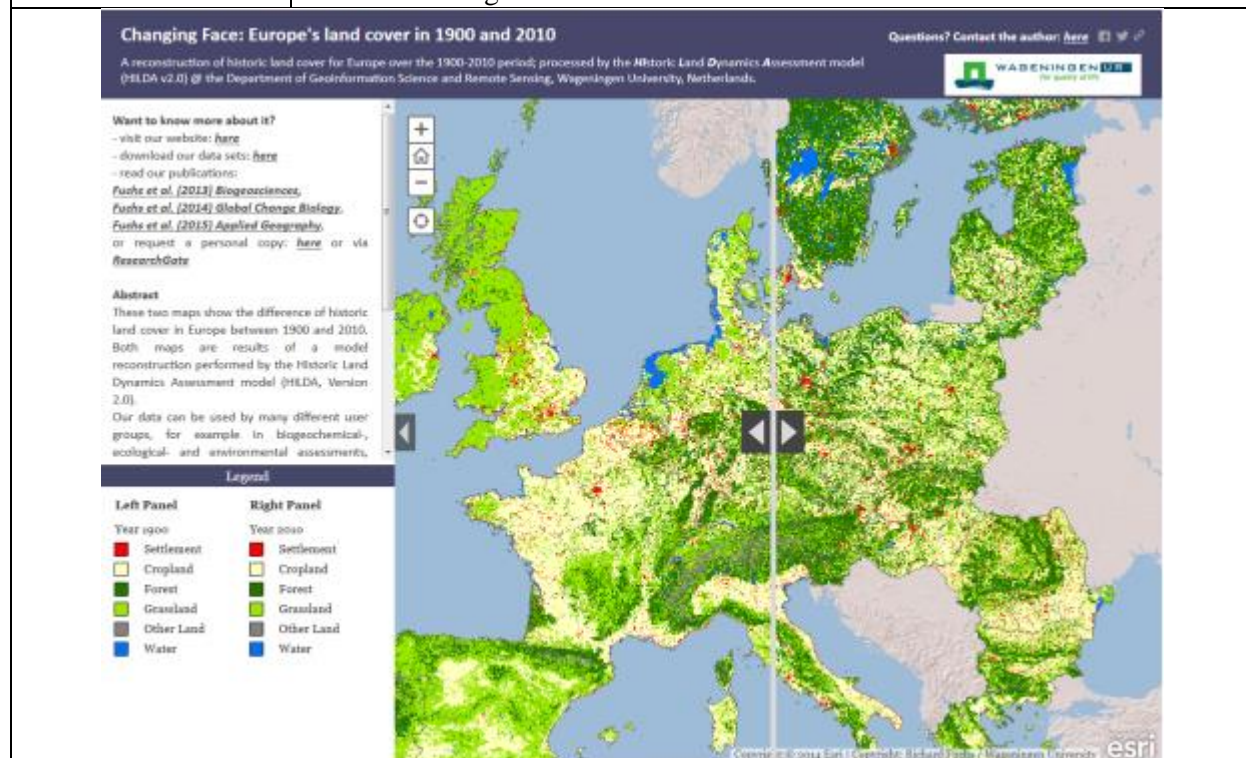 Changing Face: Europe's land cover in 1900 and 2010
Questions? Contact the author: here
A reconstruction of historic land cover for Europe over the 1900-2010 period; processed by the HIstoric Land Dynamics Assessment model
(HILDA v2.0) @ the Department of Geoinformation Science and Remote Sensing, Wageningen University, Netherlands.
WAGENINGEN UR
For quality of life
Want to know more about it?
- visit our website: here
- download our data sets: here
- read our publications:
Fuchs et al. (2013) Biogeosciences,
Fuchs et al. (2014) Global Change Biology,
Fuchs et al. (2015) Applied Geography,
or request a personal copy: here or via
ResearchGate
Abstract
These two maps show the difference of historic
land cover in Europe between 1900 and 2010.
Both maps are results of a model
reconstruction performed by the Historic Land
Dynamics Assessment model (HILDA, Version
2.0).
Our data can be used by many different user
groups, for example in biogeochemical-,
ecological- and environmental assessments,
Legend
Left Panel Right Panel
Year 1900 Year 2010
Settlement Settlement
Cropland Cropland
Forest Forest
Grassland Grassland
Other Land Other Land
Water Water
esri